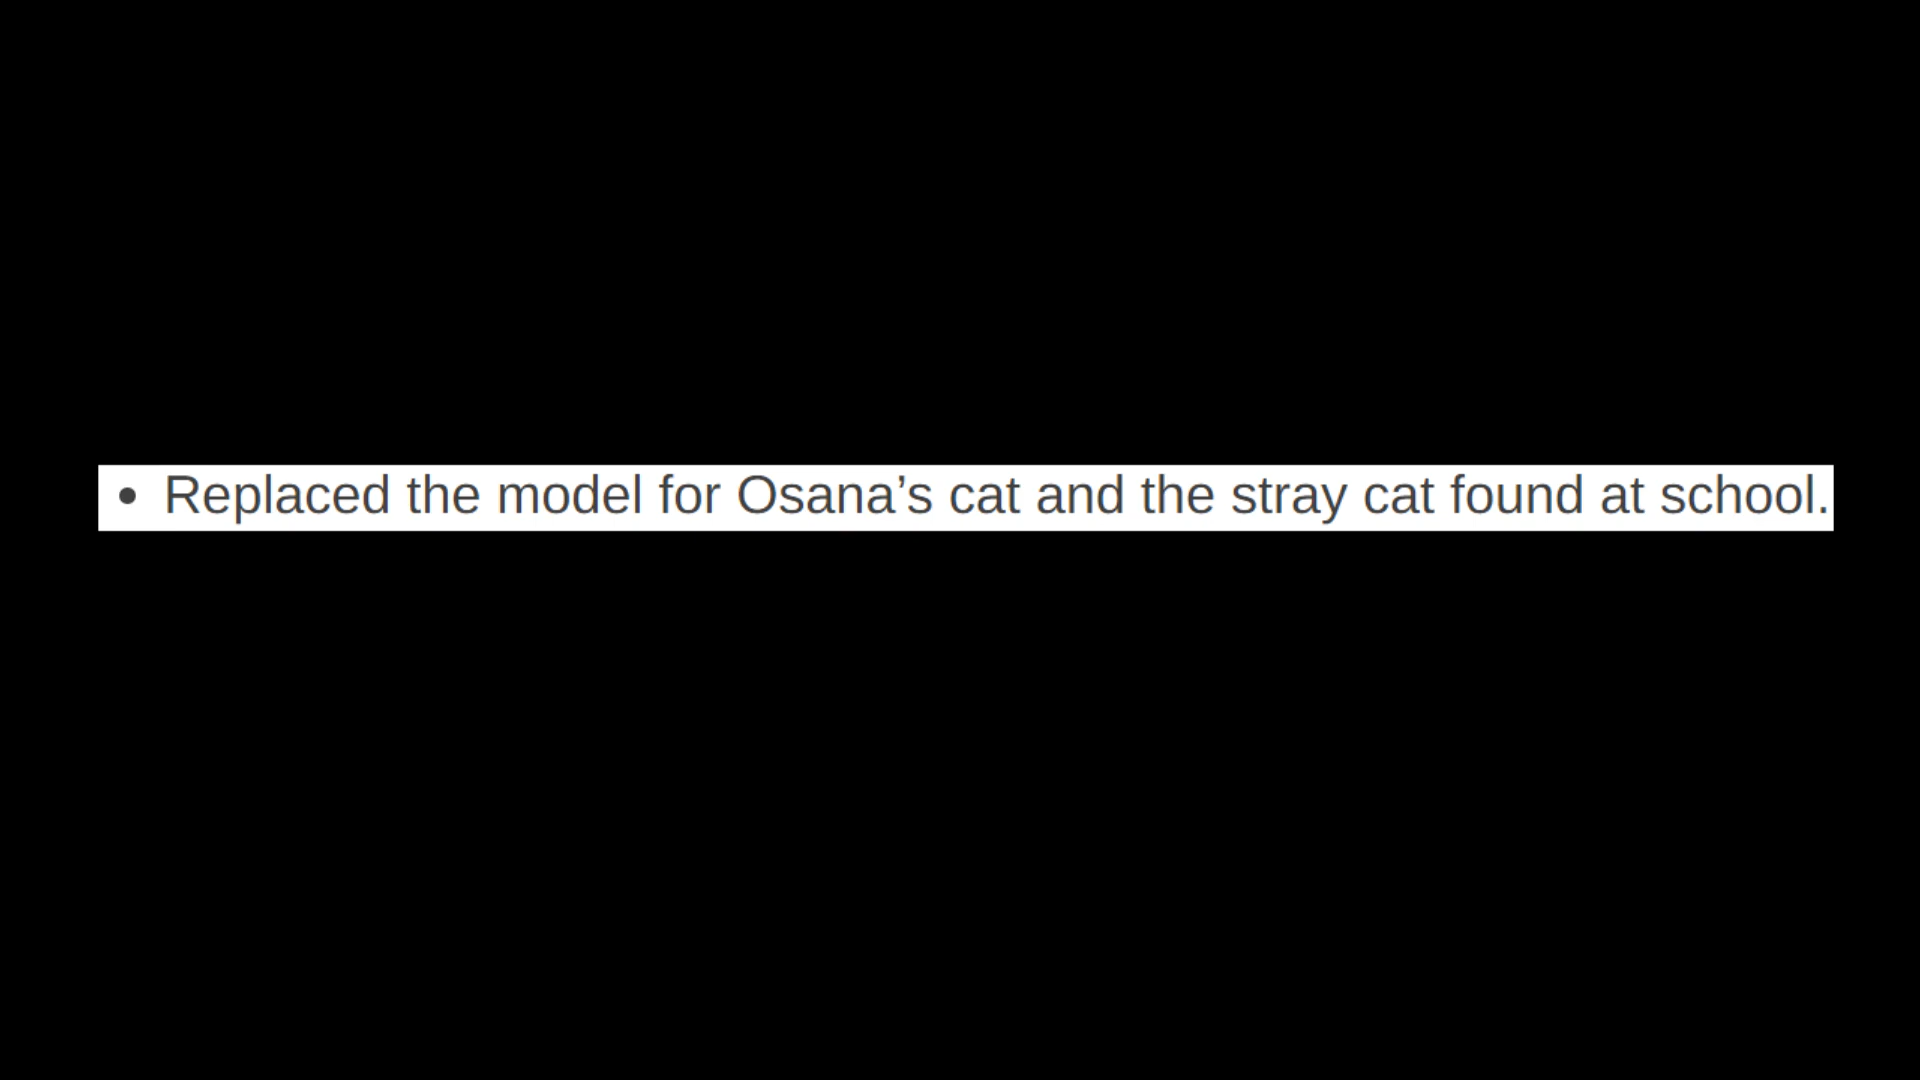 • Replaced the model for Osana’s cat and the stray cat found at school.